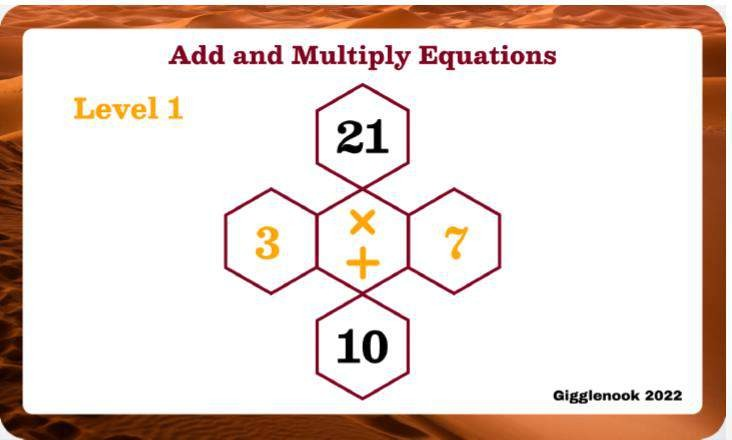 Add and Multiply Equations
Level 1
21
×
3 7
+
10
Gigglenook 2022